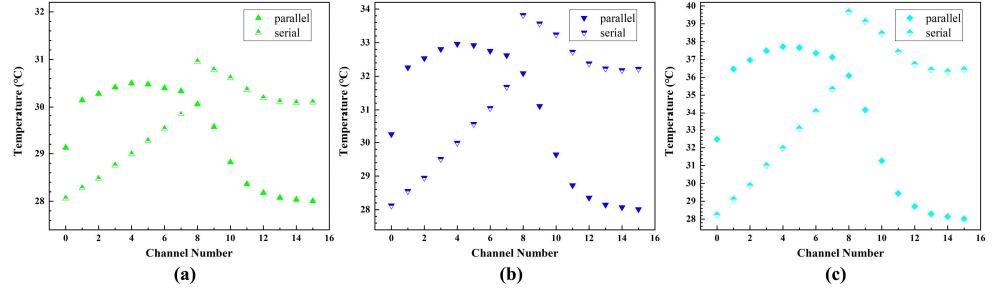 32
31
30
29
28
Temperature (°C)
parallel
serial
0 2 4 6 8 10 12 14 16
Channel Number
(a)
34
33
32
31
30
29
28
Temperature (°C)
parallel
serial
0 2 4 6 8 10 12 14 16
Channel Number
(b)
40
39
38
37
36
35
34
33
32
31
30
29
28
Temperature (°C)
parallel
serial
0 2 4 6 8 10 12 14 16
Channel Number
(c)